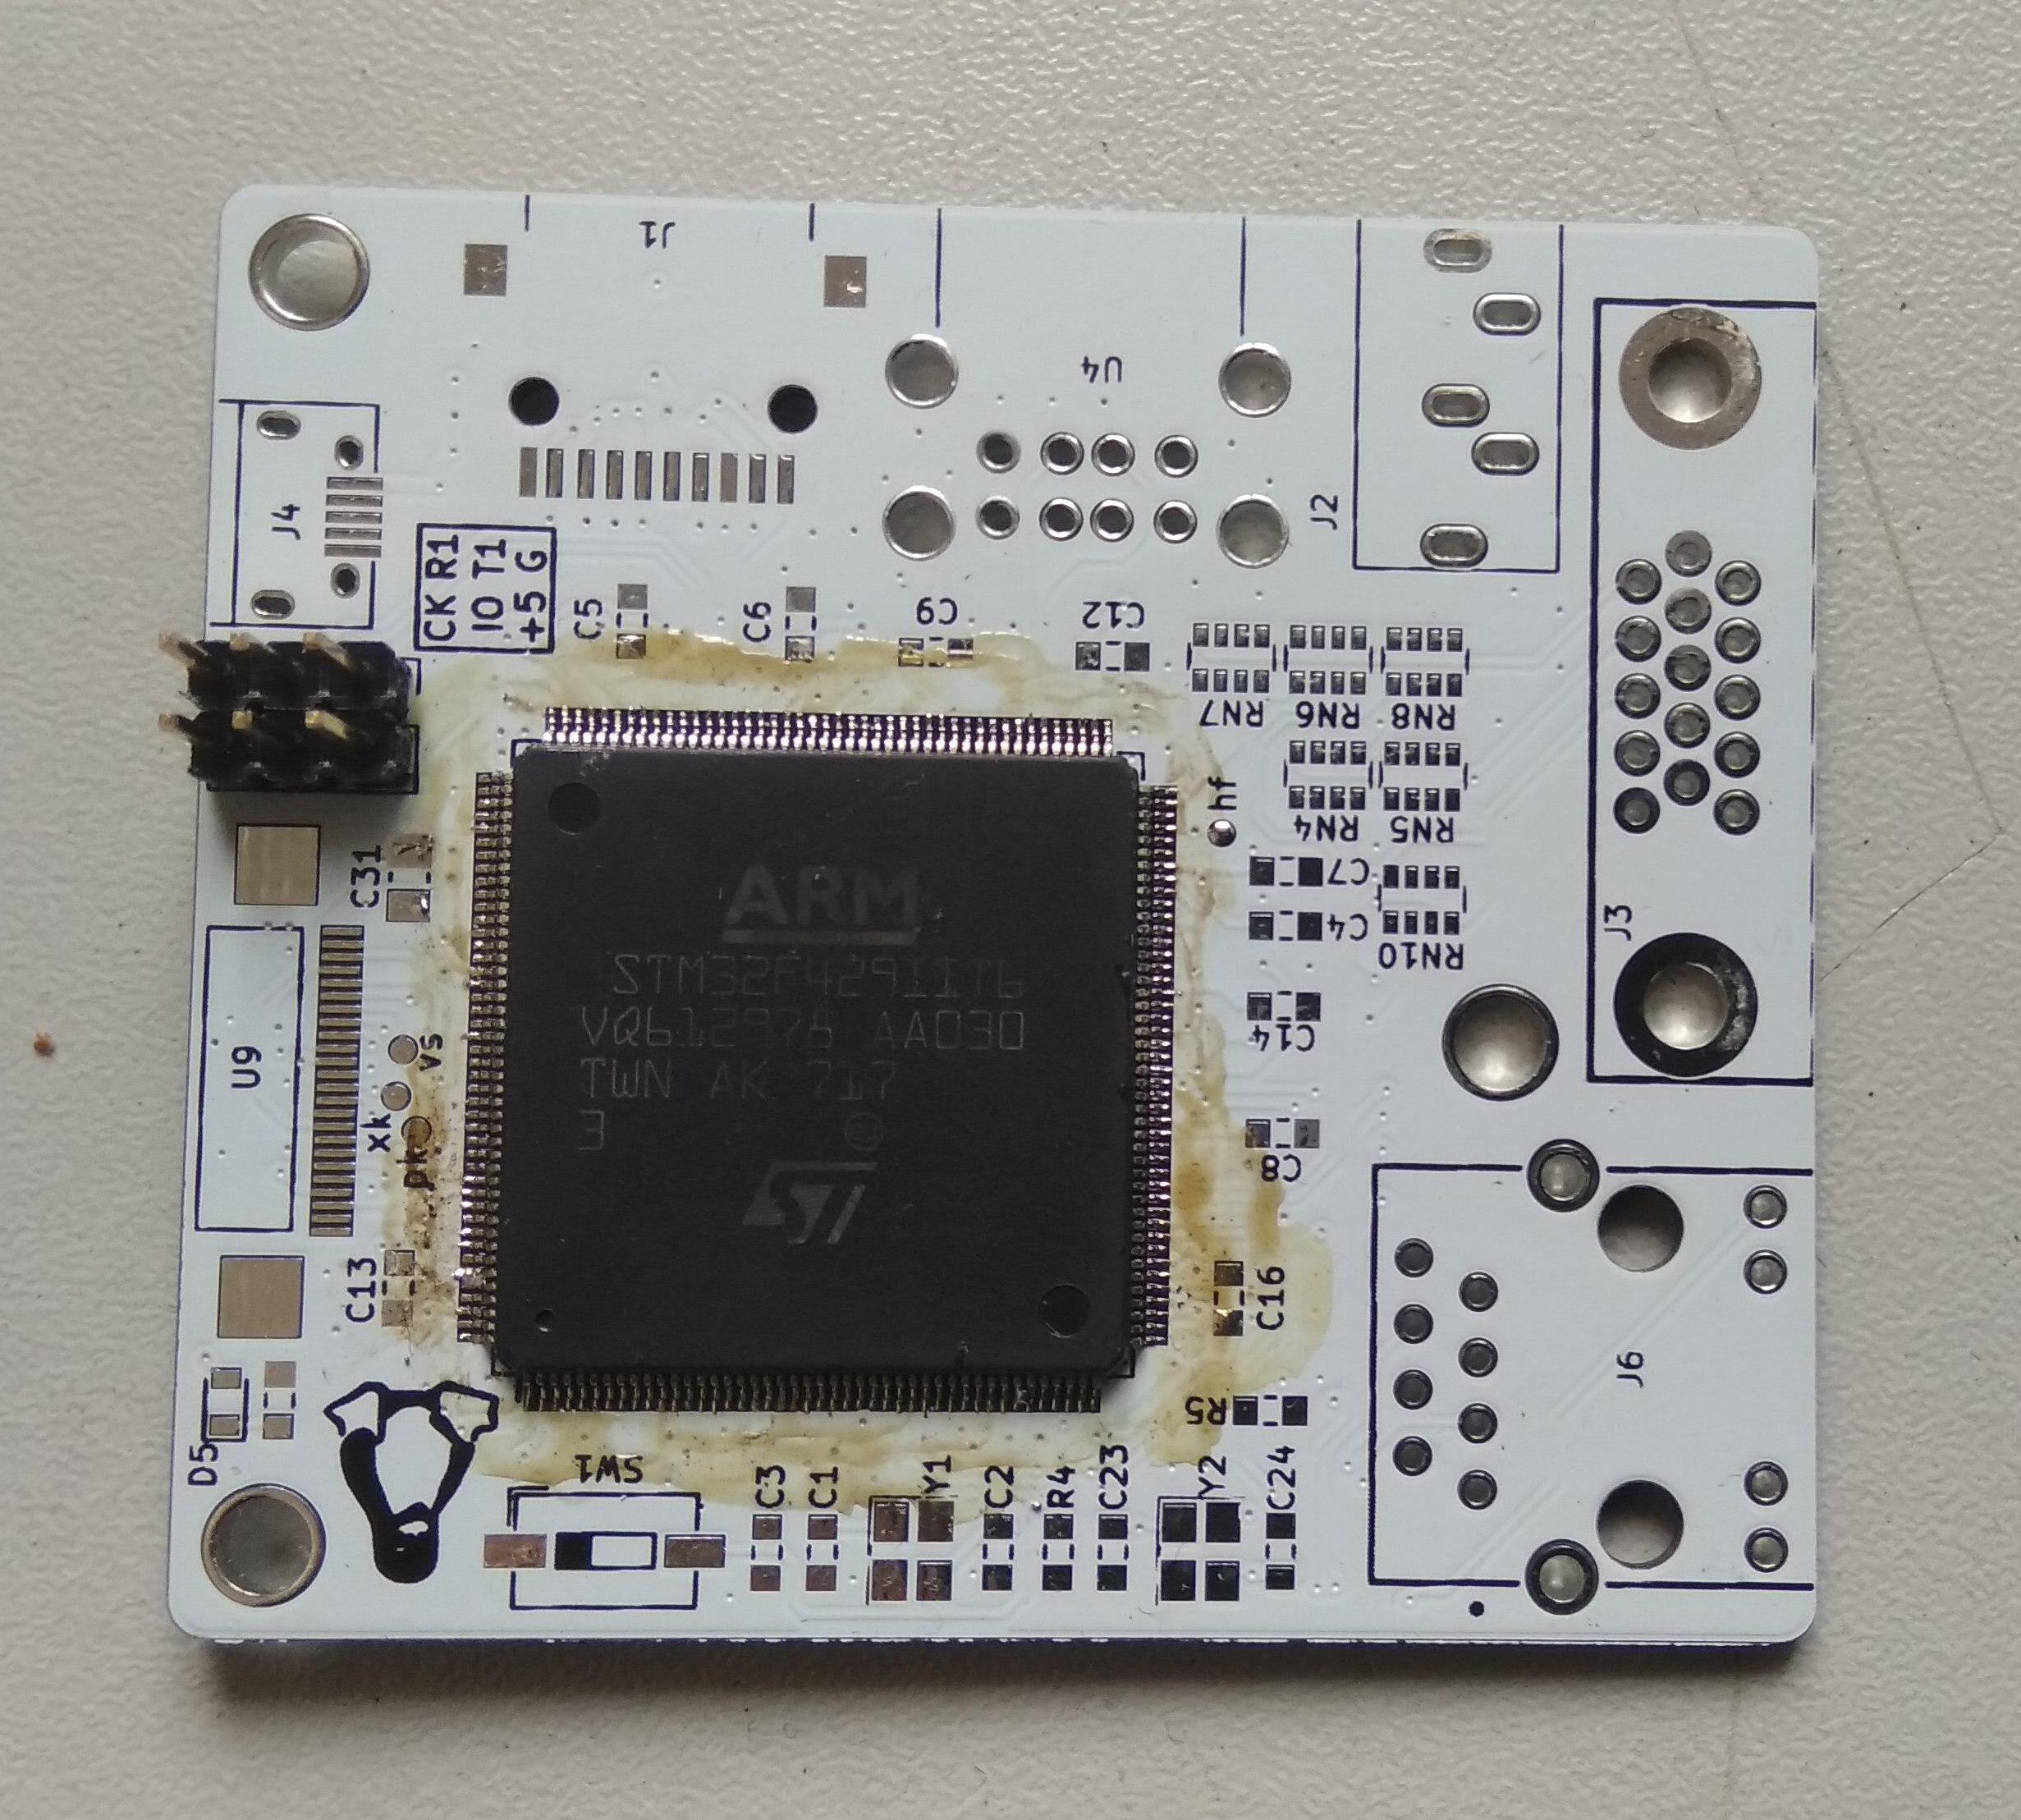 J1
U4
J2
J4
CK R1
IO T1
+5 G
C5
C6
C9
C12
RN7
RN6
RN8
RN4
RN5
hf
C31
C7
C4
RN10
J3
ARM
STM32F429IIT6
VQ612978 AA030
TWN AK 717
3
ST
U9
vs
xk
pk
C14
C8
C13
C16
J6
R5
D5
SW1
C3
C1
Y1
C2
R4
C23
Y2
C24